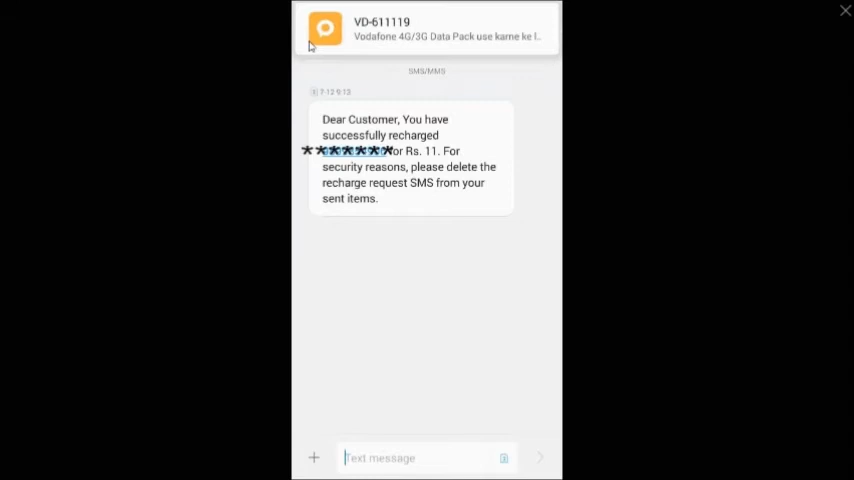 VD-611119
Vodafone 4G/3G Data Pack use karne ke l..
SMS/MMS
7-12 9:13
Dear Customer, You have
successfully recharged
******* for Rs. 11. For
security reasons, please delete the
recharge request SMS from your
sent items.
Text message